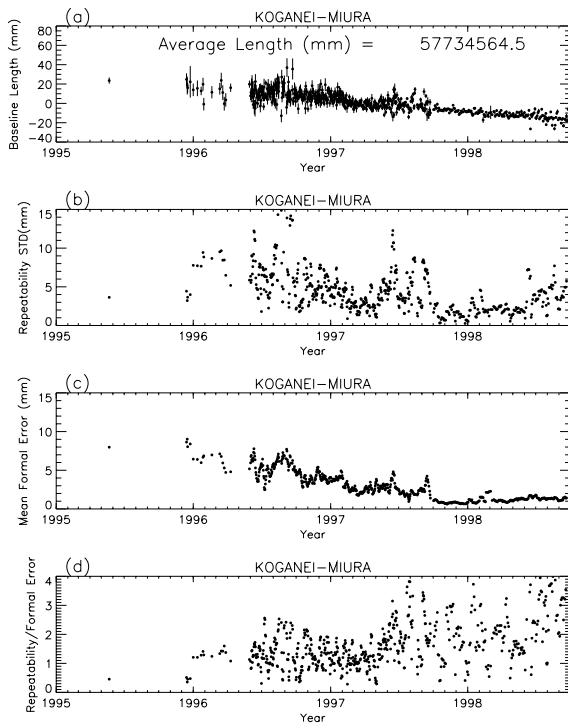 (a) KOGANEI-MIURA
Average Length (mm) = 57734564.5
Baseline Length (mm)
80
60
40
20
0
-20
-40
1995 1996 1997 1998
Year
(b) KOGANEI-MIURA
Repeatability STD(mm)
15
10
5
0
1995 1996 1997 1998
Year
(c) KOGANEI-MIURA
Mean Formal Error (mm)
15
10
5
0
1995 1996 1997 1998
Year
(d) KOGANEI-MIURA
Repeatability/Formal Error
4
3
2
1
0
1995 1996 1997 1998
Year